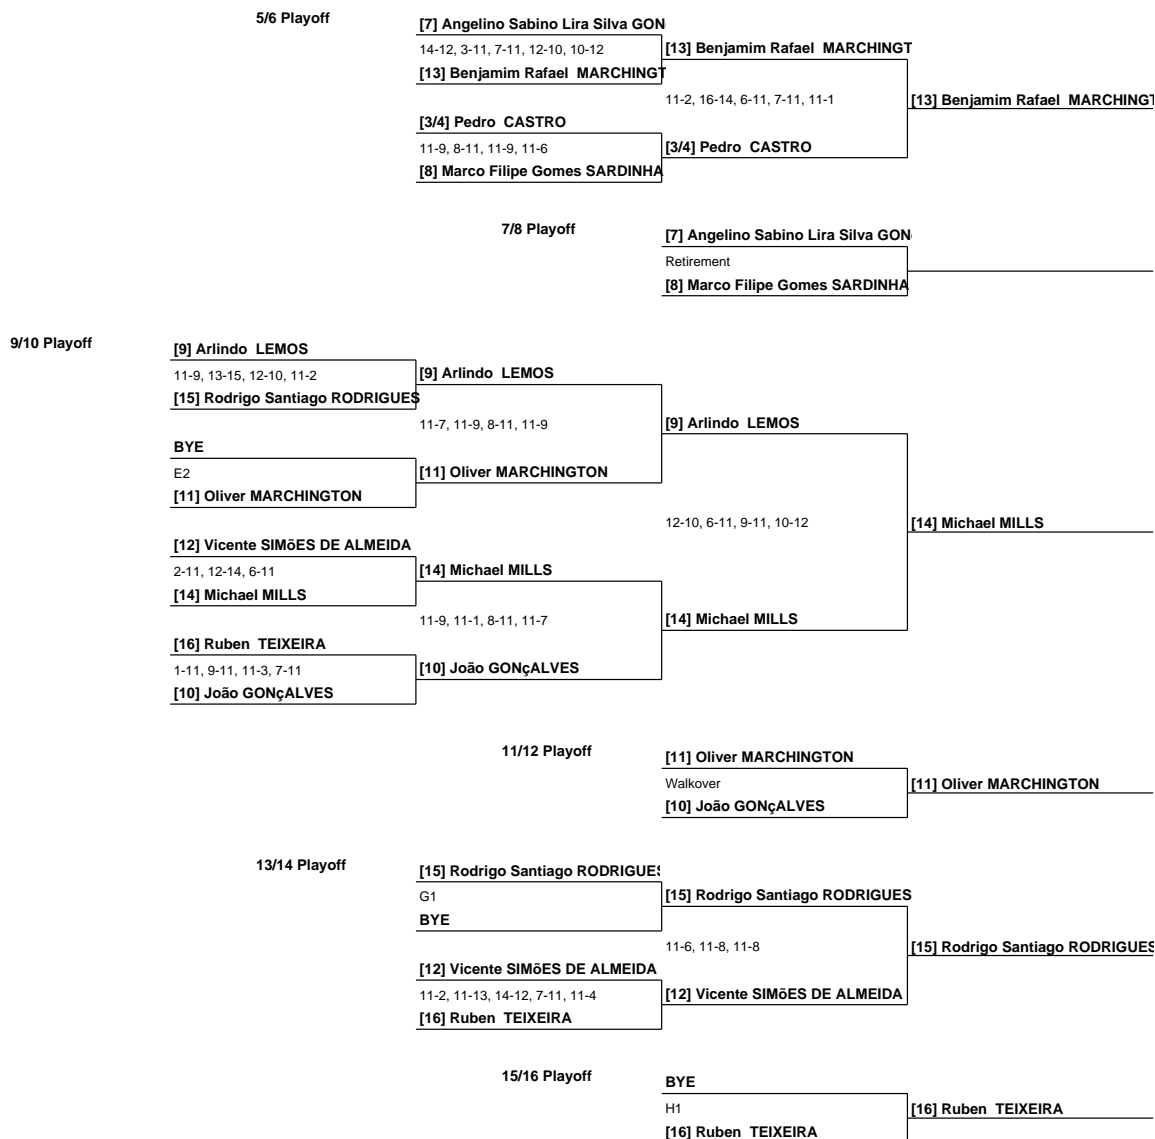 5/6 Playoff
[7] Angelino Sabino Lira Silva GON
14-12, 3-11, 7-11, 12-10, 10-12
[13] Benjamim Rafael  MARCHINGT
[13] Benjamim Rafael  MARCHINGT
11-2, 16-14, 6-11, 7-11, 11-1
[13] Benjamim Rafael  MARCHINGT
[3/4] Pedro  CASTRO
11-9, 8-11, 11-9, 11-6
[8] Marco Filipe Gomes SARDINHA
[3/4] Pedro  CASTRO
7/8 Playoff
[7] Angelino Sabino Lira Silva GON
Retirement
[8] Marco Filipe Gomes SARDINHA
9/10 Playoff
[9] Arlindo  LEMOS
11-9, 13-15, 12-10, 11-2
[15] Rodrigo Santiago RODRIGUES
[9] Arlindo  LEMOS
11-7, 11-9, 8-11, 11-9
[9] Arlindo  LEMOS
BYE
E2
[11] Oliver MARCHINGTON
[11] Oliver MARCHINGTON
12-10, 6-11, 9-11, 10-12
[14] Michael MILLS
[12] Vicente SIMõES DE ALMEIDA
2-11, 12-14, 6-11
[14] Michael MILLS
[14] Michael MILLS
11-9, 11-1, 8-11, 11-7
[14] Michael MILLS
[16] Ruben  TEIXEIRA
1-11, 9-11, 11-3, 7-11
[10] João GONçALVES
[10] João GONçALVES
11/12 Playoff
[11] Oliver MARCHINGTON
Walkover
[10] João GONçALVES
[11] Oliver MARCHINGTON
13/14 Playoff
[15] Rodrigo Santiago RODRIGUES
G1
BYE
[15] Rodrigo Santiago RODRIGUES
11-6, 11-8, 11-8
[15] Rodrigo Santiago RODRIGUES
[12] Vicente SIMõES DE ALMEIDA
11-2, 11-13, 14-12, 7-11, 11-4
[16] Ruben  TEIXEIRA
[12] Vicente SIMõES DE ALMEIDA
15/16 Playoff
BYE
H1
[16] Ruben  TEIXEIRA
[16] Ruben  TEIXEIRA